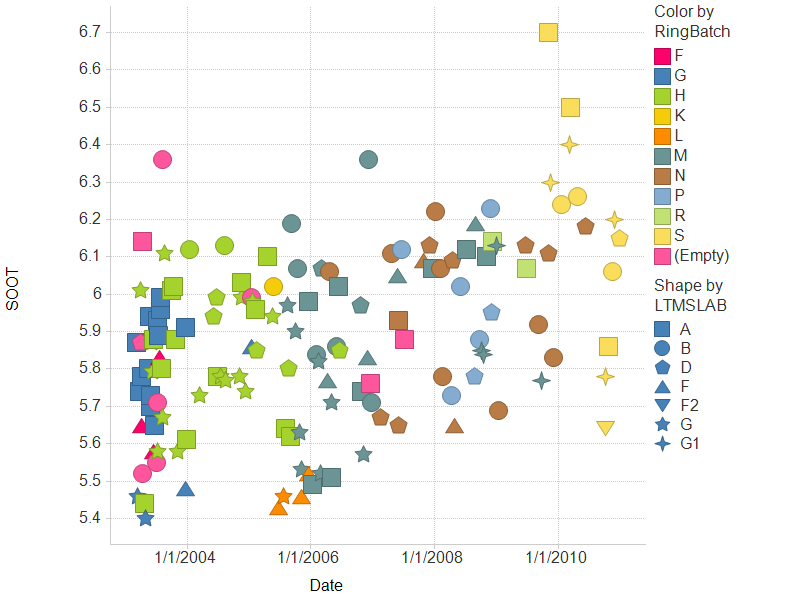 Color by
RingBatch
F
G
H
K
L
M
N
P
R
S
(Empty)
Shape by
LTMSLAB
A
B
D
F
F2
G
G1
SOOT
6.7
6.6
6.5
6.4
6.3
6.2
6.1
6
5.9
5.8
5.7
5.6
5.5
5.4
1/1/2004
1/1/2006
1/1/2008
1/1/2010
Date